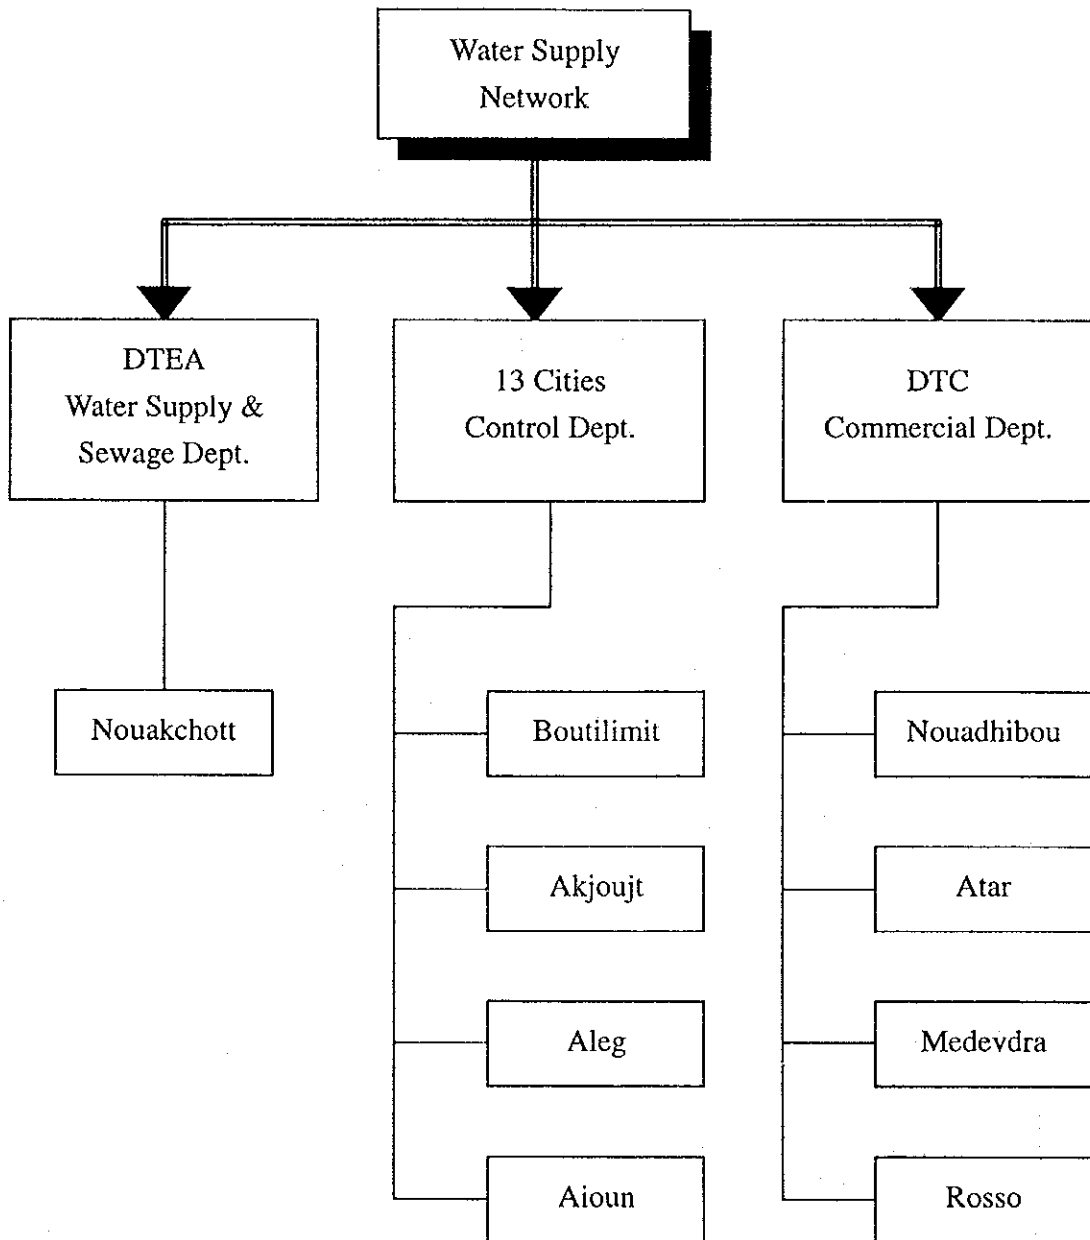 Water Supply
Network
DTEA
Water Supply &
Sewage Dept.
13 Cities
Control Dept.
DTC
Commercial Dept.
Nouakchott
Boutilimit
Nouadhibou
Akjoujt
Atar
Aleg
Medevdra
Aioun
Rosso